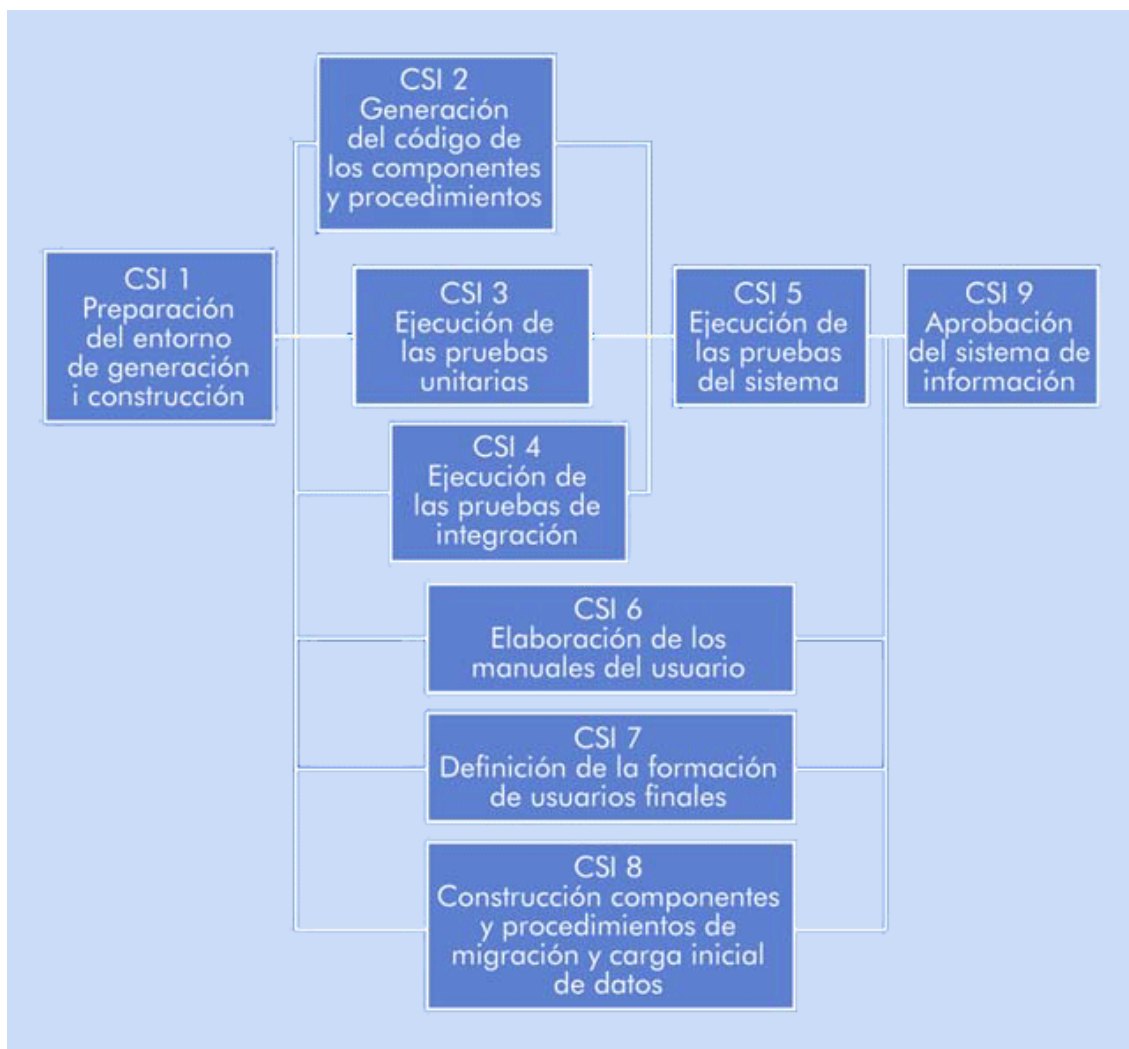 CSI 2
Generación
del código de
los componentes
y procedimientos
CSI 1
Preparación
del entorno
de generación
i construcción
CSI 3
Ejecución de
las pruebas
unitarias
CSI 5
Ejecución de
las pruebas
del sistema
CSI 9
Aprobación
del sistema de
información
CSI 4
Ejecución de
las pruebas de
integración
CSI 6
Elaboración de los
manuales del usuario
CSI 7
Definición de la formación
de usuarios finales
CSI 8
Construcción componentes
y procedimientos de
migración y carga inicial
de datos